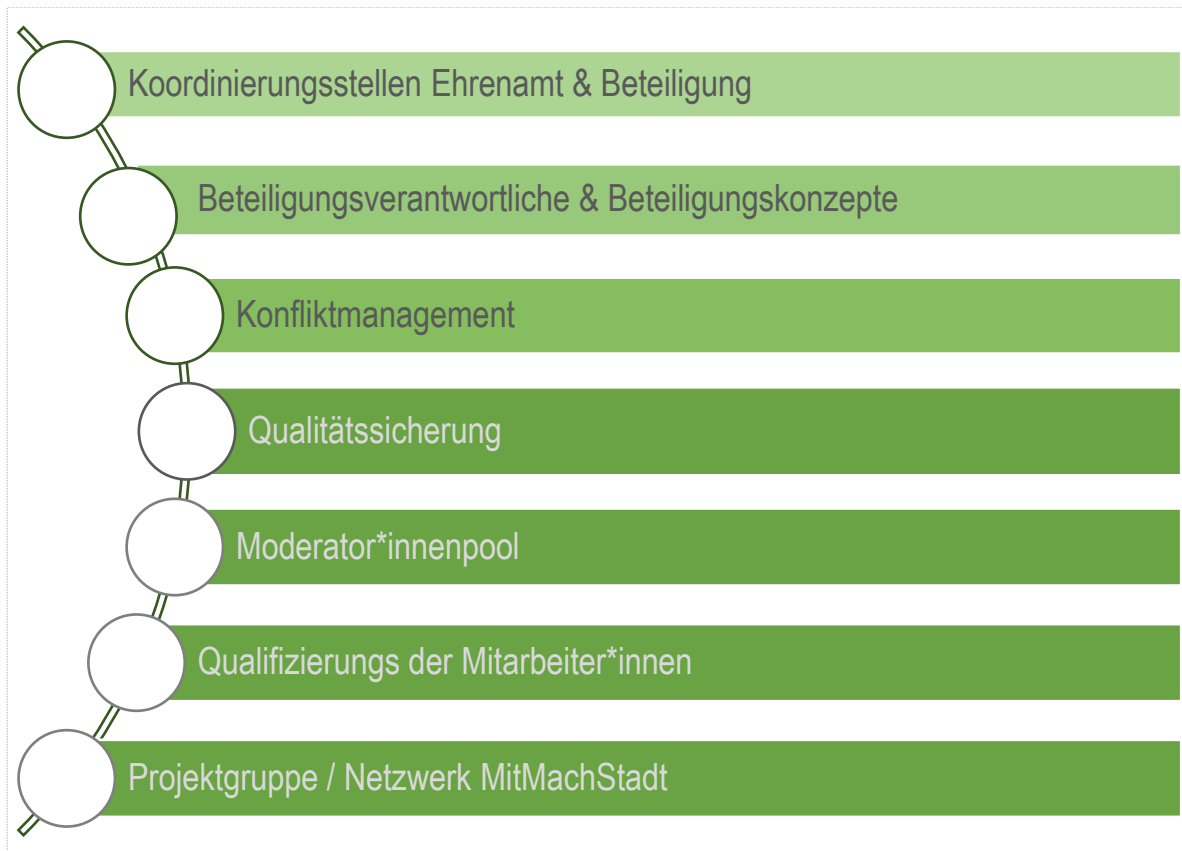 Koordinierungsstellen Ehrenamt & Beteiligung
Beteiligungsverantwortliche & Beteiligungskonzepte
Konfliktmanagement
Qualitätssicherung
Moderator*innenpool
Qualifizierungs der Mitarbeiter*innen
Projektgruppe / Netzwerk MitMachStadt